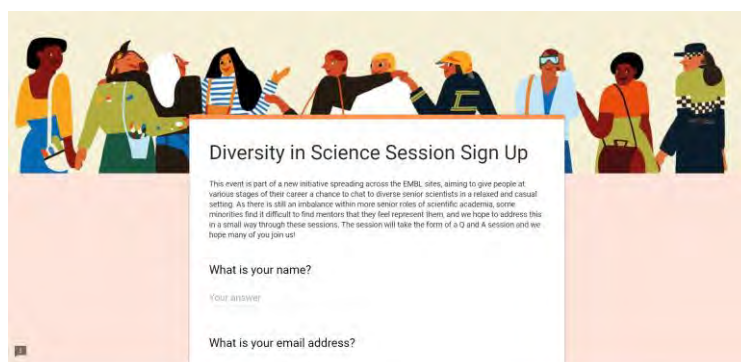 Diversity in Science Session Sign Up
This event is part of a new initiative spreading across the EMBL sites, aiming to give people at
various stages of their career a chance to chat to diverse senior scientists in a relaxed and casual
setting. As there is still an imbalance within more senior roles of scientific academia, some
minorities find it difficult to find mentors that they feel represent them, and we hope to address this
in a small way through these sessions. The session will take the form of a Q and A session and we
hope many of you join us!
What is your name?
Your answer
What is your email address?